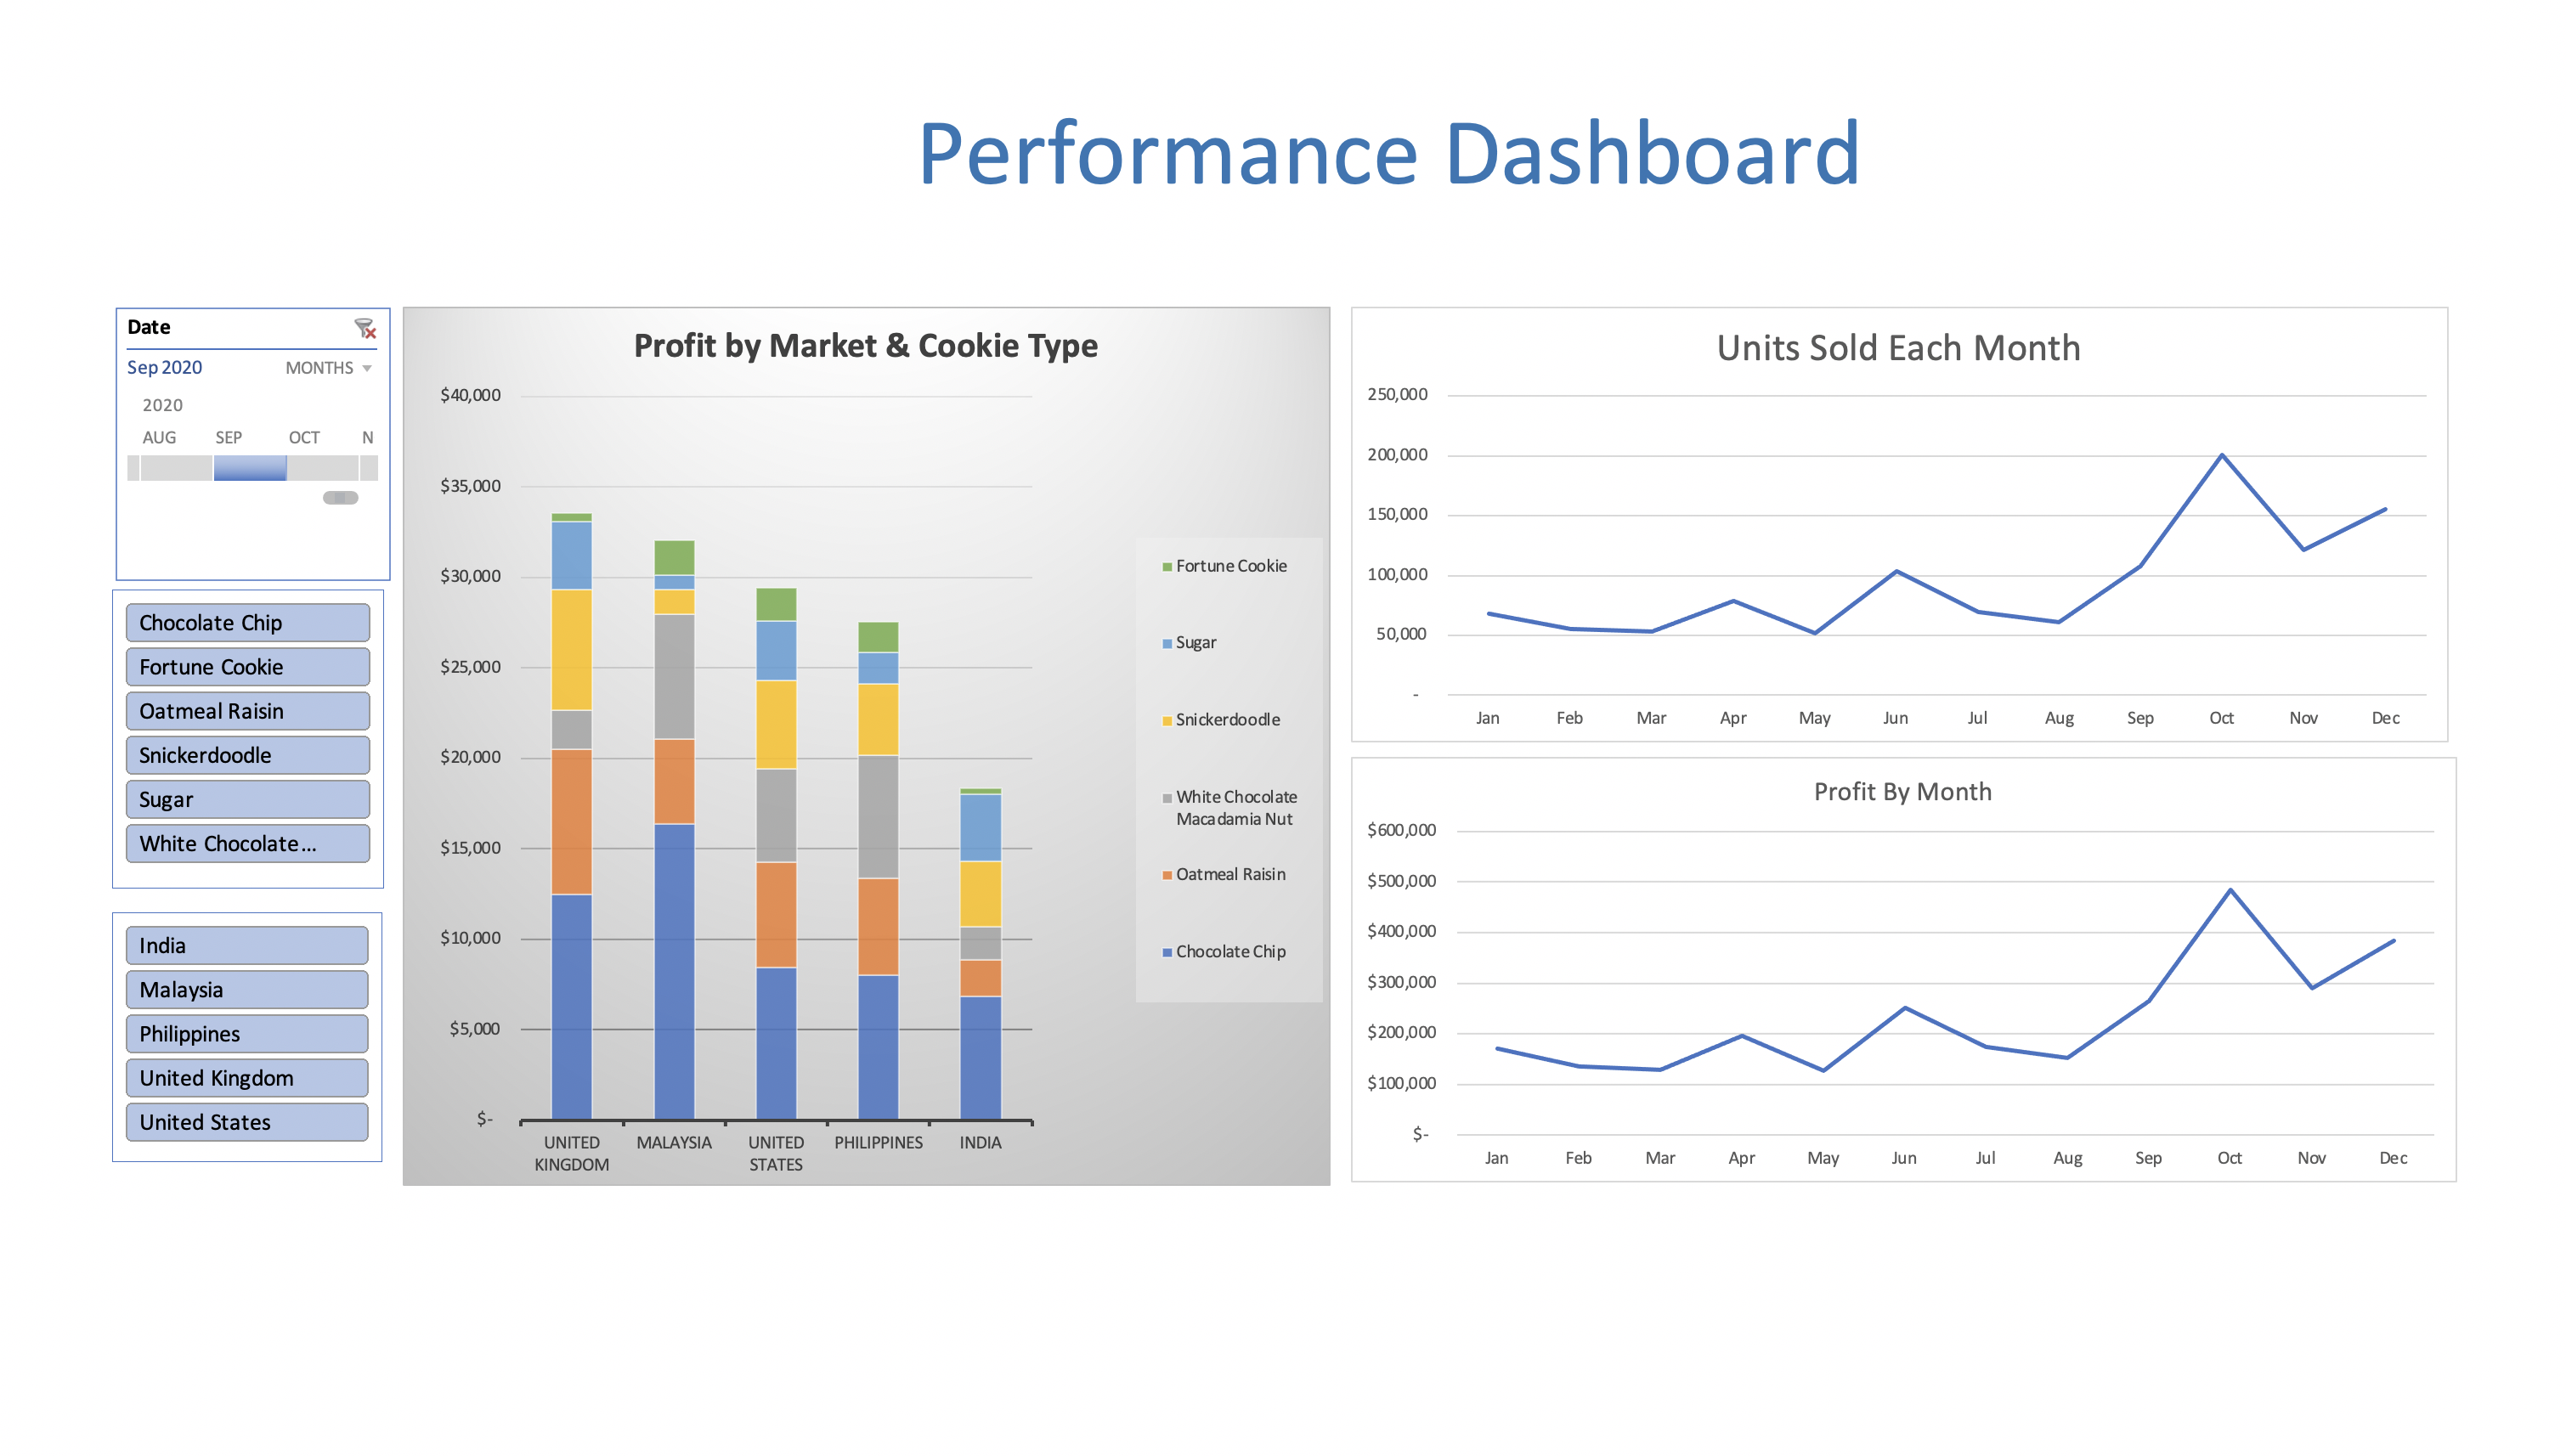 Performance Dashboard
Date
Sep 2020
MONTHS
2020
AUG SEP OCT N
Chocolate Chip
Fortune Cookie
Oatmeal Raisin
Snickerdoodle
Sugar
White Chocolate...
India
Malaysia
Philippines
United Kingdom
United States
Profit by Market & Cookie Type
$40,000
$35,000
$30,000
$25,000
$20,000
$15,000
$10,000
$5,000
$-
UNITED KINGDOM
MALAYSIA
UNITED STATES
PHILIPPINES
INDIA
Fortune Cookie
Sugar
Snickerdoodle
White Chocolate
Macadamia Nut
Oatmeal Raisin
Chocolate Chip
Units Sold Each Month
250,000
200,000
150,000
100,000
50,000
-
Jan Feb Mar Apr May Jun Jul Aug Sep Oct Nov Dec
Profit By Month
$600,000
$500,000
$400,000
$300,000
$200,000
$100,000
$-
Jan Feb Mar Apr May Jun Jul Aug Sep Oct Nov Dec